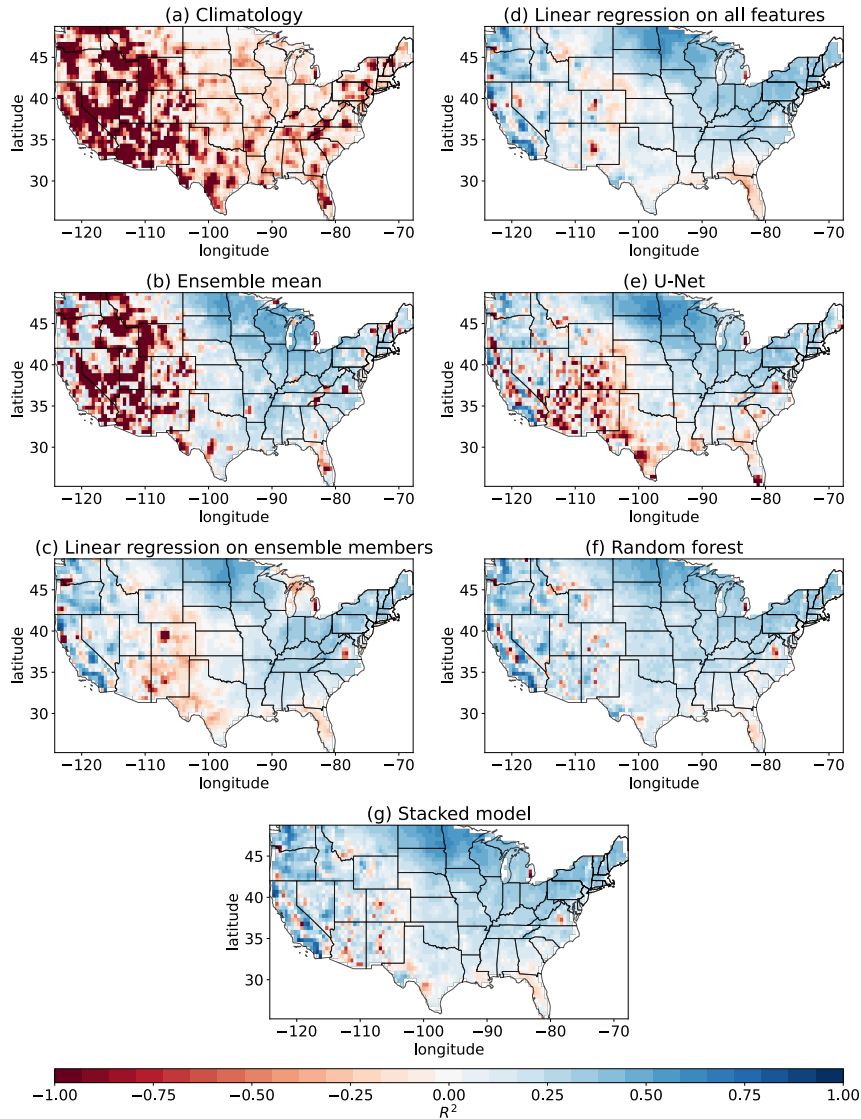 (a) Climatology
latitude
45
40
35
30
−120 −110 −100 −90 −80 −70
longitude
(d) Linear regression on all features
latitude
45
40
35
30
−120 −110 −100 −90 −80 −70
longitude
(b) Ensemble mean
latitude
45
40
35
30
−120 −110 −100 −90 −80 −70
longitude
(e) U-Net
latitude
45
40
35
30
−120 −110 −100 −90 −80 −70
longitude
(c) Linear regression on ensemble members
latitude
45
40
35
30
−120 −110 −100 −90 −80 −70
longitude
(f) Random forest
latitude
45
40
35
30
−120 −110 −100 −90 −80 −70
longitude
(g) Stacked model
latitude
45
40
35
30
−120 −110 −100 −90 −80 −70
longitude
−1.00 −0.75 −0.50 −0.25 0.00 0.25 0.50 0.75 1.00
R²